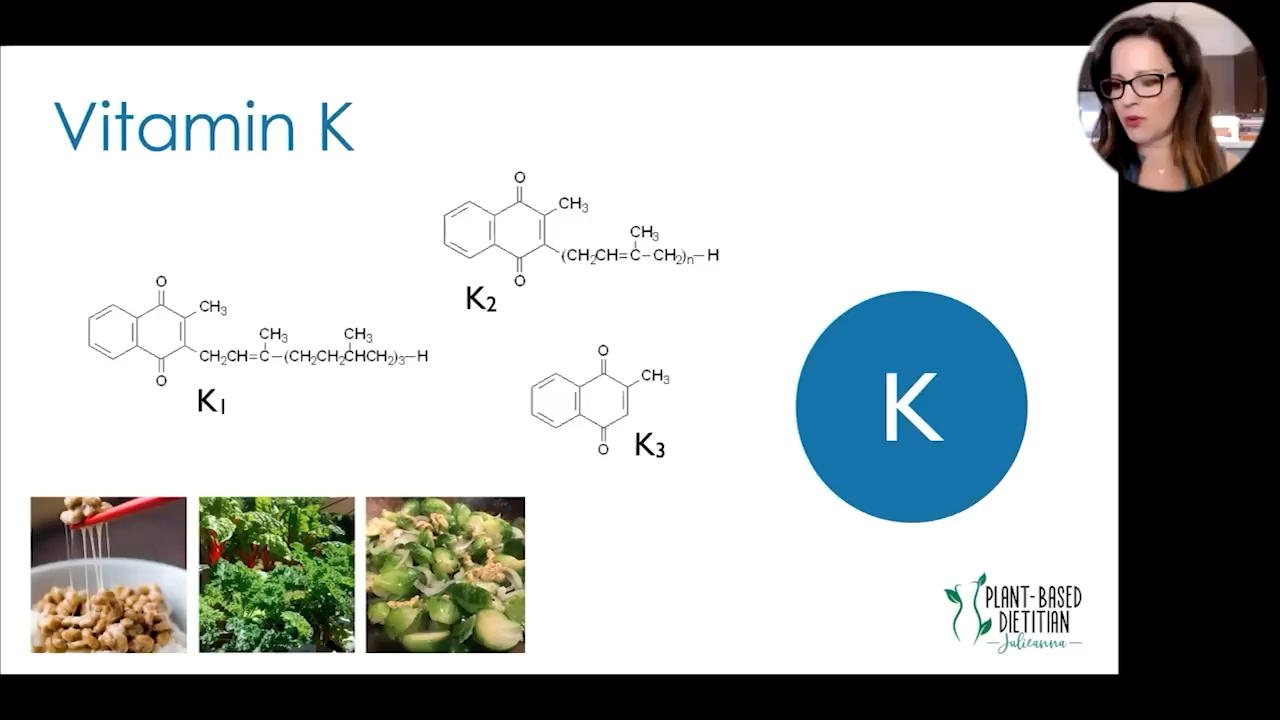 Vitamin K
O
CH₃
CH₃
(CH₂CH=C–CH₂)n–H
O
K₂
O
CH₃
CH₃
CH₃
CH₂CH=C–(CH₂CH₂CHCH₂)₃–H
O
K₁
O
CH₃
O
K₃
K
PLANT-BASED
DIETITIAN
Julieanna